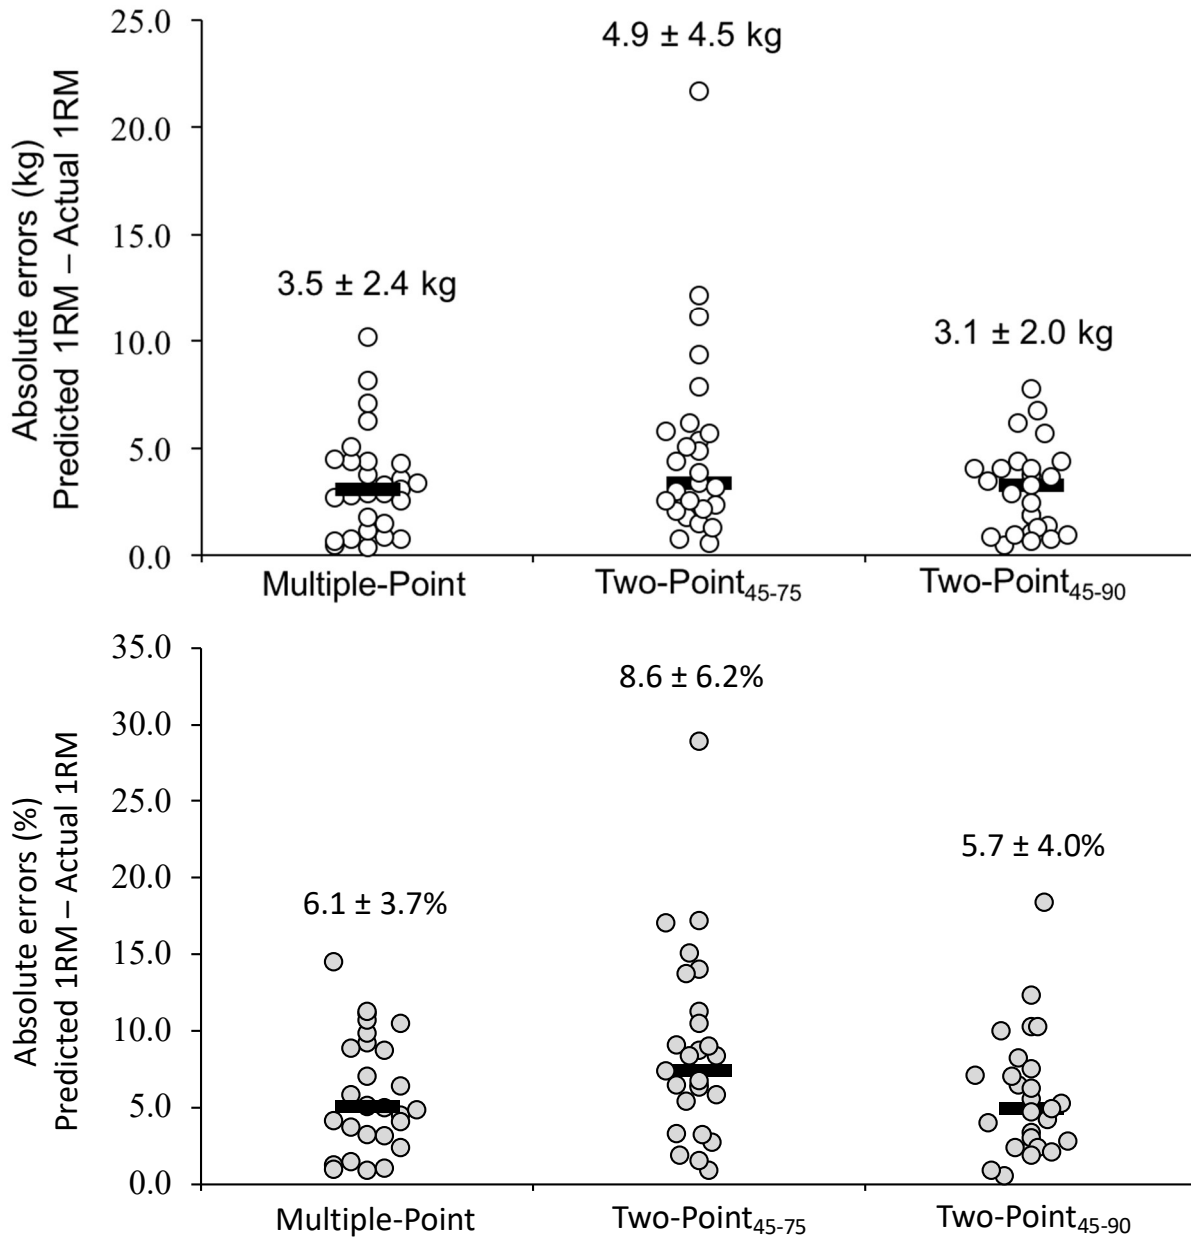 Absolute errors (kg)
Predicted 1RM – Actual 1RM
25.0
20.0
15.0
10.0
5.0
0.0
3.5 ± 2.4 kg
4.9 ± 4.5 kg
3.1 ± 2.0 kg
Multiple-Point
Two-Point45-75
Two-Point45-90
Absolute errors (%)
Predicted 1RM – Actual 1RM
35.0
30.0
25.0
20.0
15.0
10.0
5.0
0.0
6.1 ± 3.7%
8.6 ± 6.2%
5.7 ± 4.0%
Multiple-Point
Two-Point45-75
Two-Point45-90